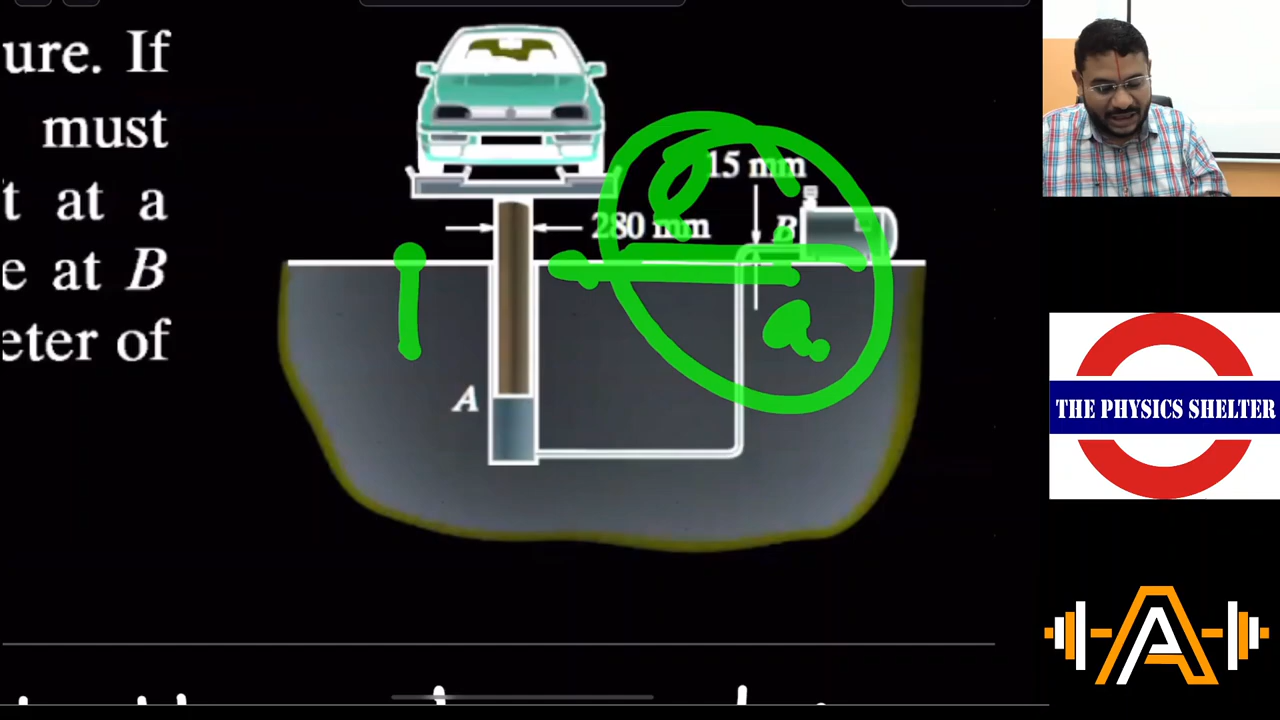 ure. If
must
t at a
e at B
eter of
15 mm
280 mm
B
A
a
THE PHYSICS SHELTER